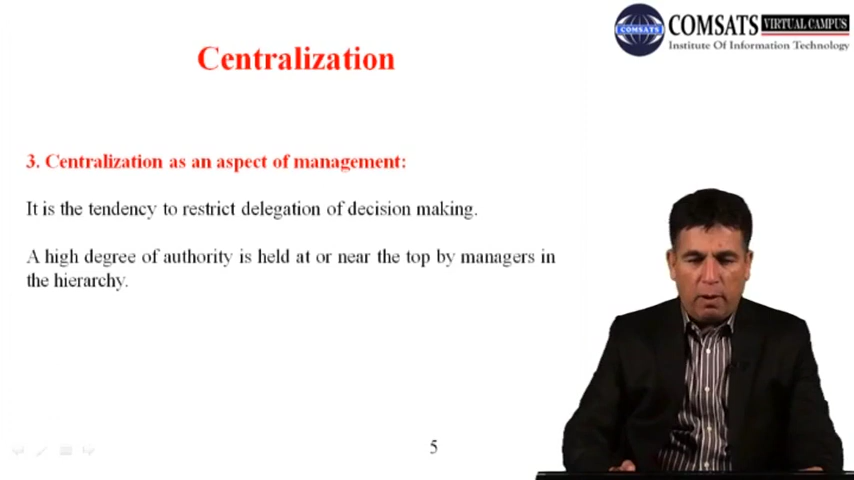 COMSATS VIRTUAL CAMPUS
COMSATS
Institute Of Information Technology
Centralization
3. Centralization as an aspect of management:
It is the tendency to restrict delegation of decision making.
A high degree of authority is held at or near the top by managers in
the hierarchy.
5